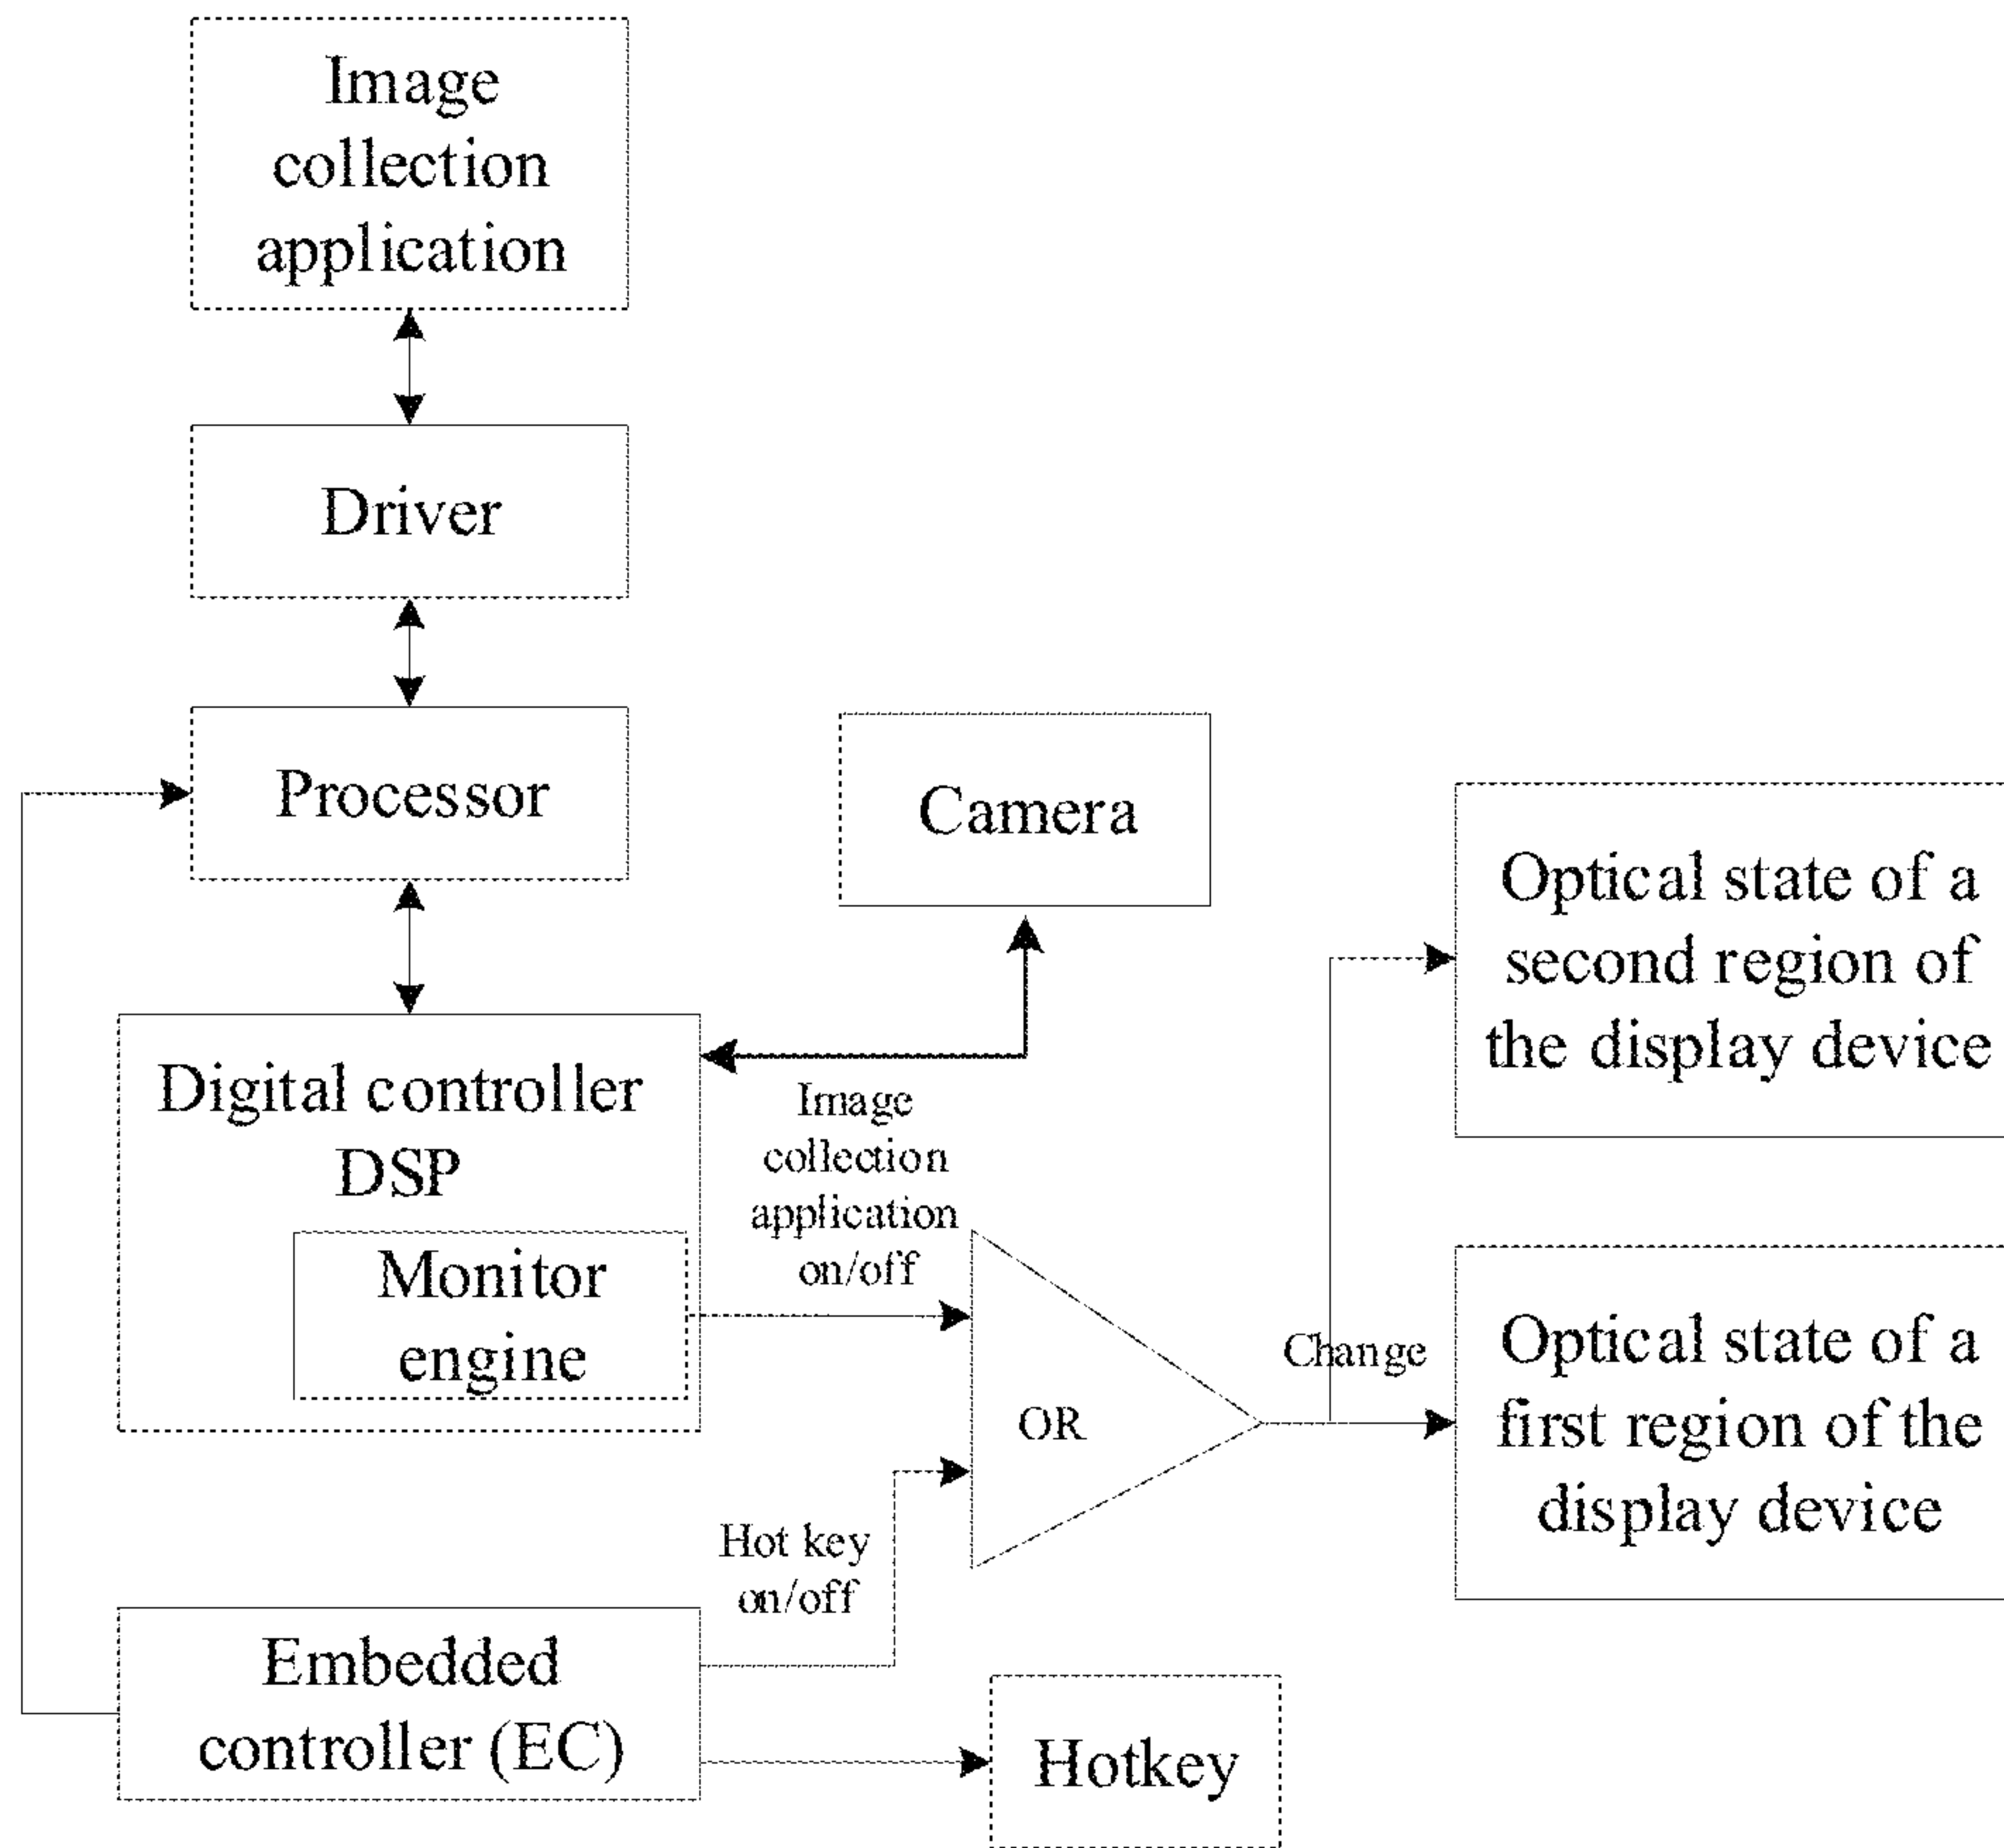 Image
collection
application
Driver
Processor
Camera
Digital controller
DSP
Monitor
engine
Image
collection
application
on/off
Optical state of a
second region of
the display device
Change
OR
Optical state of a
first region of the
display device
Hot key
on/off
Embedded
controller (EC)
Hotkey